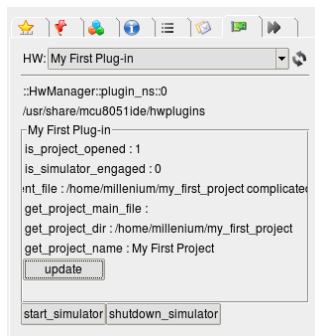 HW: My First Plug-in
::HwManager::plugin_ns::0
/usr/share/mcu8051ide/hwplugins
My First Plug-in
is_project_opened : 1
is_simulator_engaged : 0
nt_file : /home/millenium/my_first_project complicated
get_project_main_file :
get_project_dir : /home/millenium/my_first_project
get_project_name : My First Project
update
start_simulator shutdown_simulator